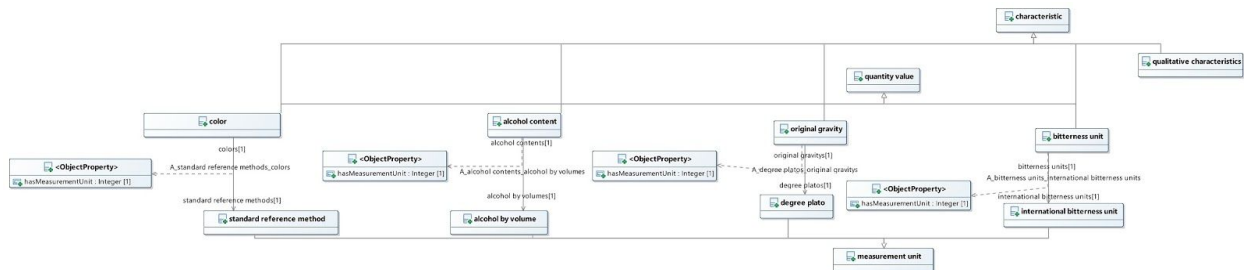 characteristic
qualitative characteristics
quantity value
color
alcohol content
original gravity
bitterness unit
colors[1]
alcohol contents[1]
original gravitys[1]
bitterness units[1]
<ObjectProperty>
hasMeasurementUnit : Integer [1]
A_standard reference methods_colors
<ObjectProperty>
hasMeasurementUnit : Integer [1]
A_alcohol contents_alcohol by volumes
<ObjectProperty>
hasMeasurementUnit : Integer [1]
A_degree platos_original gravitys
<ObjectProperty>
hasMeasurementUnit : Integer [1]
A_bitterness units_international bitterness units
standard reference methods[1]
alcohol by volumes[1]
degree platos[1]
international bitterness units[1]
standard reference method
alcohol by volume
degree plato
international bitterness unit
measurement unit